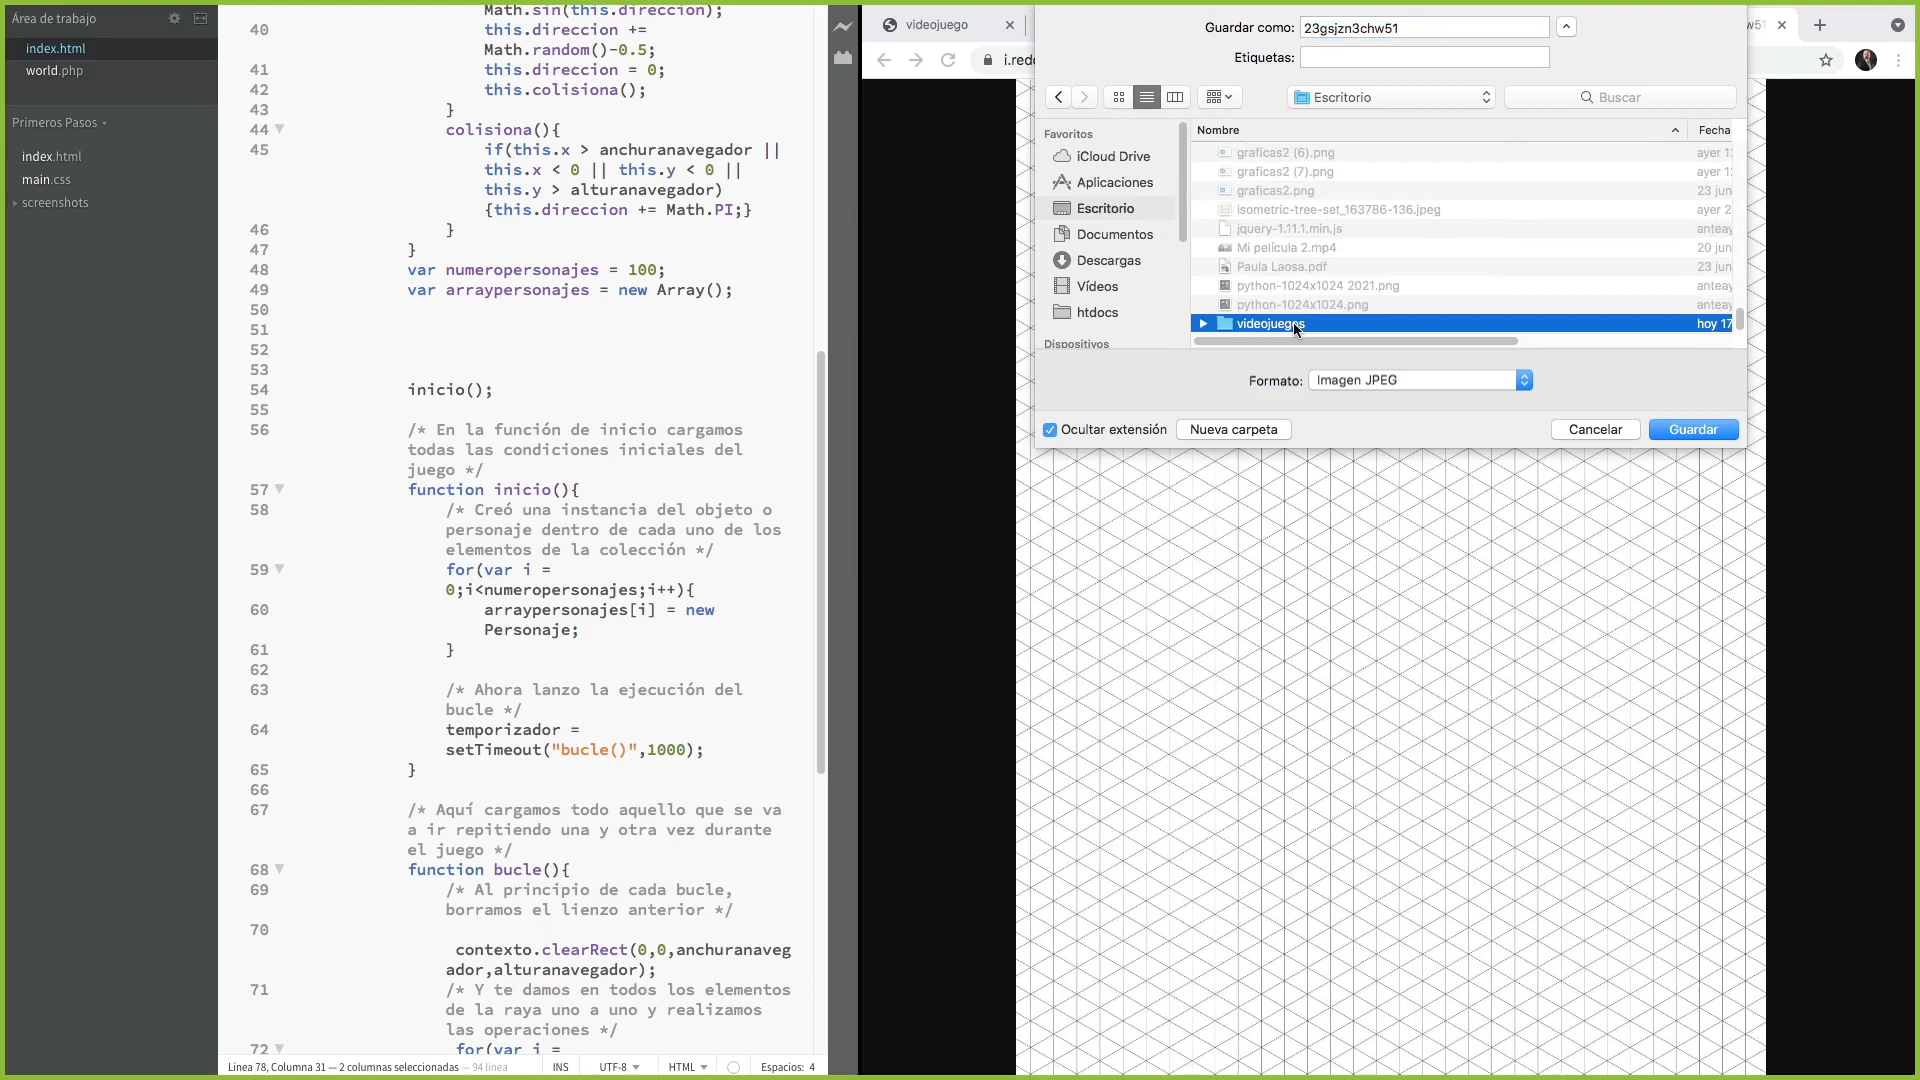 Área de trabajo
index.html
world.php
Primeros Pasos
index.html
main.css
screenshots
Math.sin(this.direccion);
40 this.direccion +=
Math.random()-0.5;
41 this.direccion = 0;
42 this.colisiona();
43 }
44 colisiona(){
45 if(this.x > anchuranavegador ||
this.x < 0 || this.y < 0 ||
this.y > alturanavegador)
{this.direccion += Math.PI;}
46 }
47 }
48 var numeropersonajes = 100;
49 var arraypersonajes = new Array();
50
51
52
53
54 inicio();
55
56 /* En la función de inicio cargamos
todas las condiciones iniciales del
juego */
57 function inicio(){
58 /* Creó una instancia del objeto o
personaje dentro de cada uno de los
elementos de la colección */
59 for(var i =
0;i<numeropersonajes;i++){
60 arraypersonajes[i] = new
Personaje;
61 }
62
63 /* Ahora lanzo la ejecución del
bucle */
64 temporizador =
setTimeout("bucle()",1000);
65 }
66
67 /* Aquí cargamos todo aquello que se va
a ir repitiendo una y otra vez durante
el juego */
68 function bucle(){
69 /* Al principio de cada bucle,
borramos el lienzo anterior */
70
contexto.clearRect(0,0,anchuranaveg
ador,alturanavegador);
71 /* Y te damos en todos los elementos
de la raya uno a uno y realizamos
las operaciones */
72 for(var i =
Línea 78, Columna 31 — 2 columnas seleccionadas — 94 línea
INS
UTF-8
HTML
Espacios: 4
videojuego
w51
i.redd
Guardar como: 23gsjzn3chw51
Etiquetas:
Escritorio
Buscar
Favoritos
iCloud Drive
Aplicaciones
Escritorio
Documentos
Descargas
Vídeos
htdocs
Dispositivos
Nombre Fecha
graficas2 (6).png ayer 1
graficas2 (7).png ayer 1
graficas2.png 23 jun
isometric-tree-set_163786-136.jpeg ayer 2
jquery-1.11.1.min.js anteay
Mi película 2.mp4 20 jun
Paula Laosa.pdf 23 jun
python-1024x1024 2021.png anteay
python-1024x1024.png anteay
videojuegos hoy 17
Formato: Imagen JPEG
Ocultar extensión
Nueva carpeta
Cancelar
Guardar